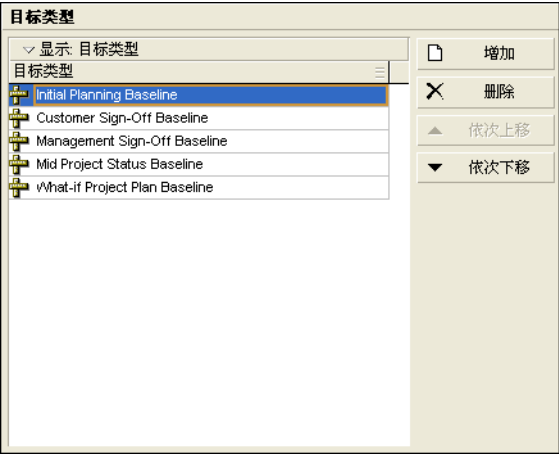 目标类型
显示: 目标类型
目标类型
Initial Planning Baseline
Customer Sign-Off Baseline
Management Sign-Off Baseline
Mid Project Status Baseline
What-if Project Plan Baseline
增加
删除
依次上移
依次下移